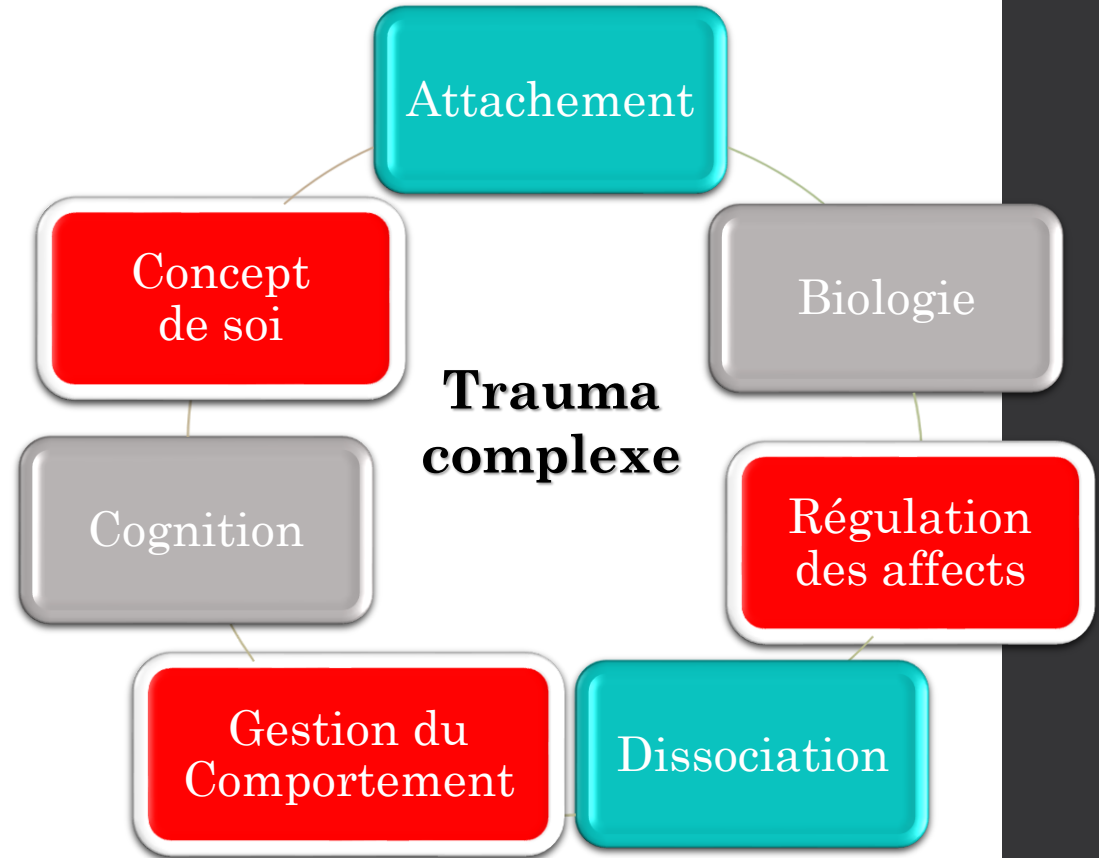 Attachement
Concept
de soi
Biologie
Trauma
complexe
Cognition
Régulation
des affects
Gestion du
Comportement
Dissociation